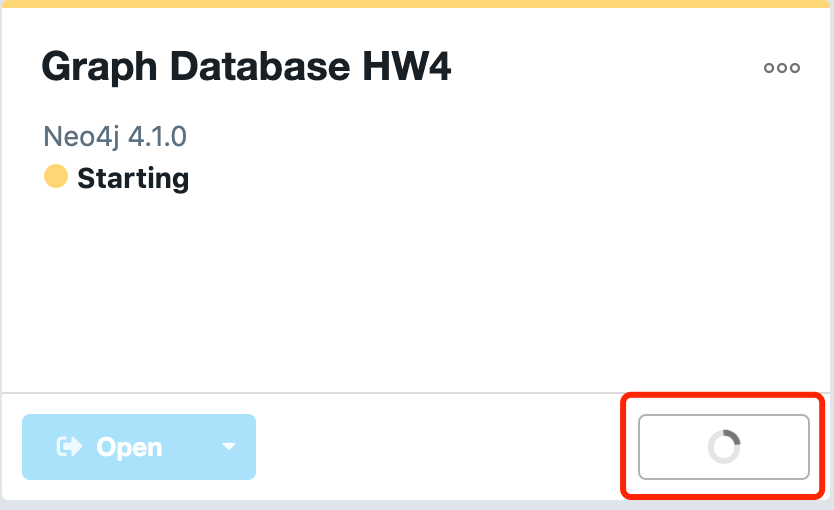 Graph Database HW4
Neo4j 4.1.0
Starting
Open